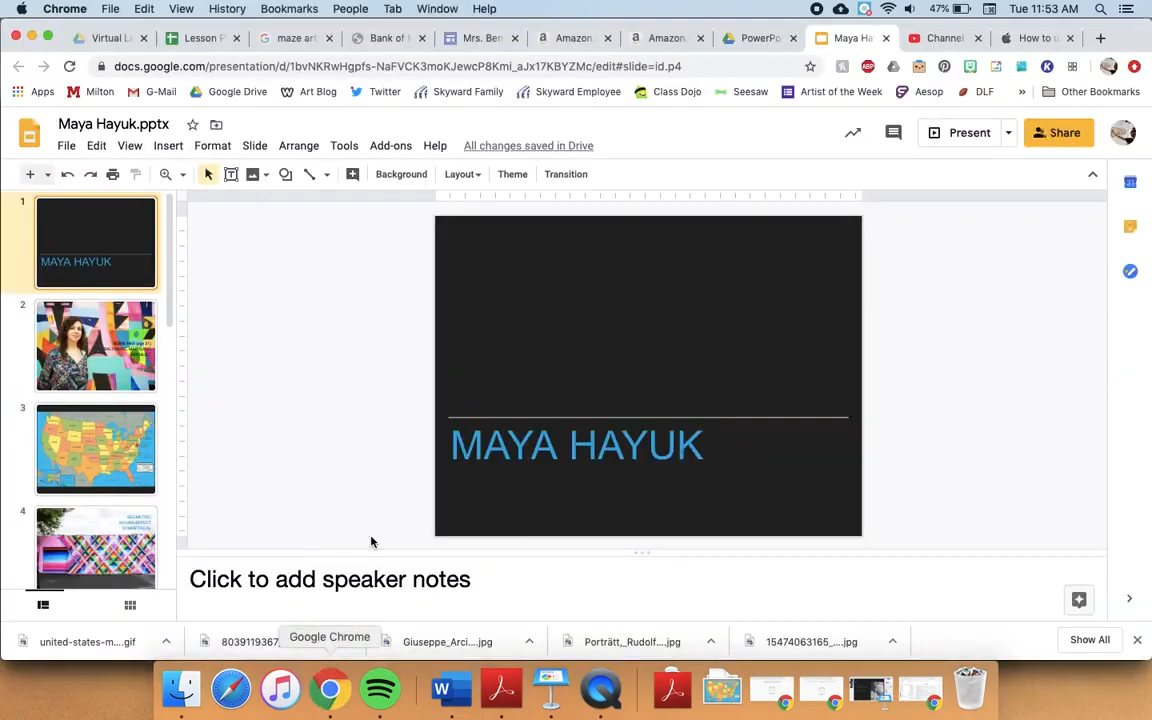 Chrome File Edit View History Bookmarks People Tab Window Help 47% Tue 11:53 AM
Virtual L Lesson P maze art Bank of Mrs. Ben Amazon. Amazon. PowerPo Maya Ha Channel How to u
docs.google.com/presentation/d/1bvNKRwHgpfs-NaFVCK3moKJewcP8Kmi_aJx17KBYZMc/edit#slide=id.p4
Apps Milton G-Mail Google Drive Art Blog Twitter Skyward Family Skyward Employee Class Dojo Seesaw Artist of the Week Aesop DLF » Other Bookmarks
Maya Hayuk.pptx
File Edit View Insert Format Slide Arrange Tools Add-ons Help All changes saved in Drive
Present Share
Background Layout Theme Transition
1
MAYA HAYUK
2
3
4
MAYA HAYUK
Click to add speaker notes
Google Chrome
united-states-m....gif 8039119367 Giuseppe_Arci....jpg Porträtt,_Rudolf....jpg 15474063165_....jpg Show All